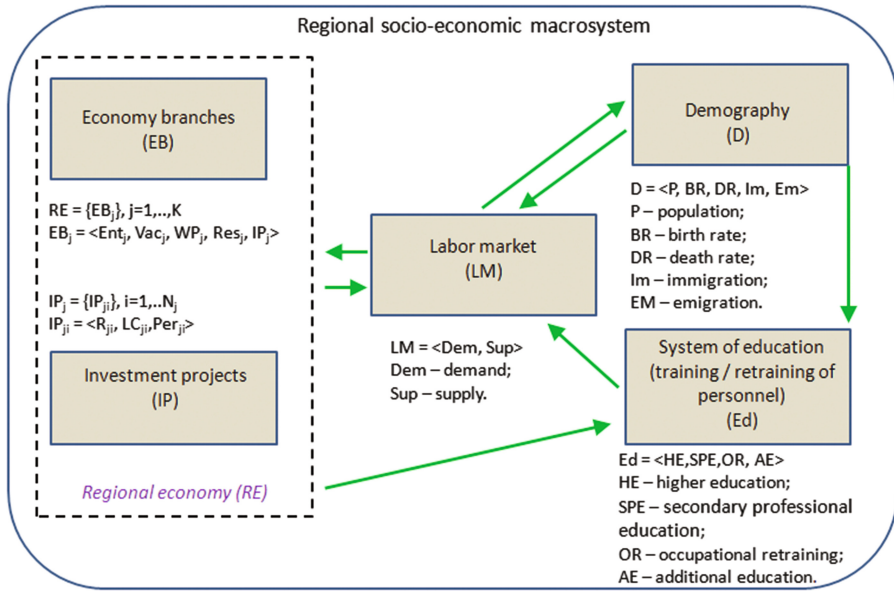 Regional socio-economic macrosystem
Economy branches
(EB)
RE = {EBj}, j=1,..,K
EBj = <Entj, Vacj, WPj, Resj, IPj>
IPj = {IPji}, i=1,..Nj
IPji = <Rji, LCji,Perji>
Investment projects
(IP)
Regional economy (RE)
Labor market
(LM)
LM = <Dem, Sup>
Dem – demand;
Sup – supply.
Demography
(D)
D = <P, BR, DR, Im, Em>
P – population;
BR – birth rate;
DR – death rate;
Im – immigration;
EM – emigration.
System of education
(training / retraining of
personnel)
(Ed)
Ed = <HE,SPE,OR, AE>
HE – higher education;
SPE – secondary professional
education;
OR – occupational retraining;
AE – additional education.